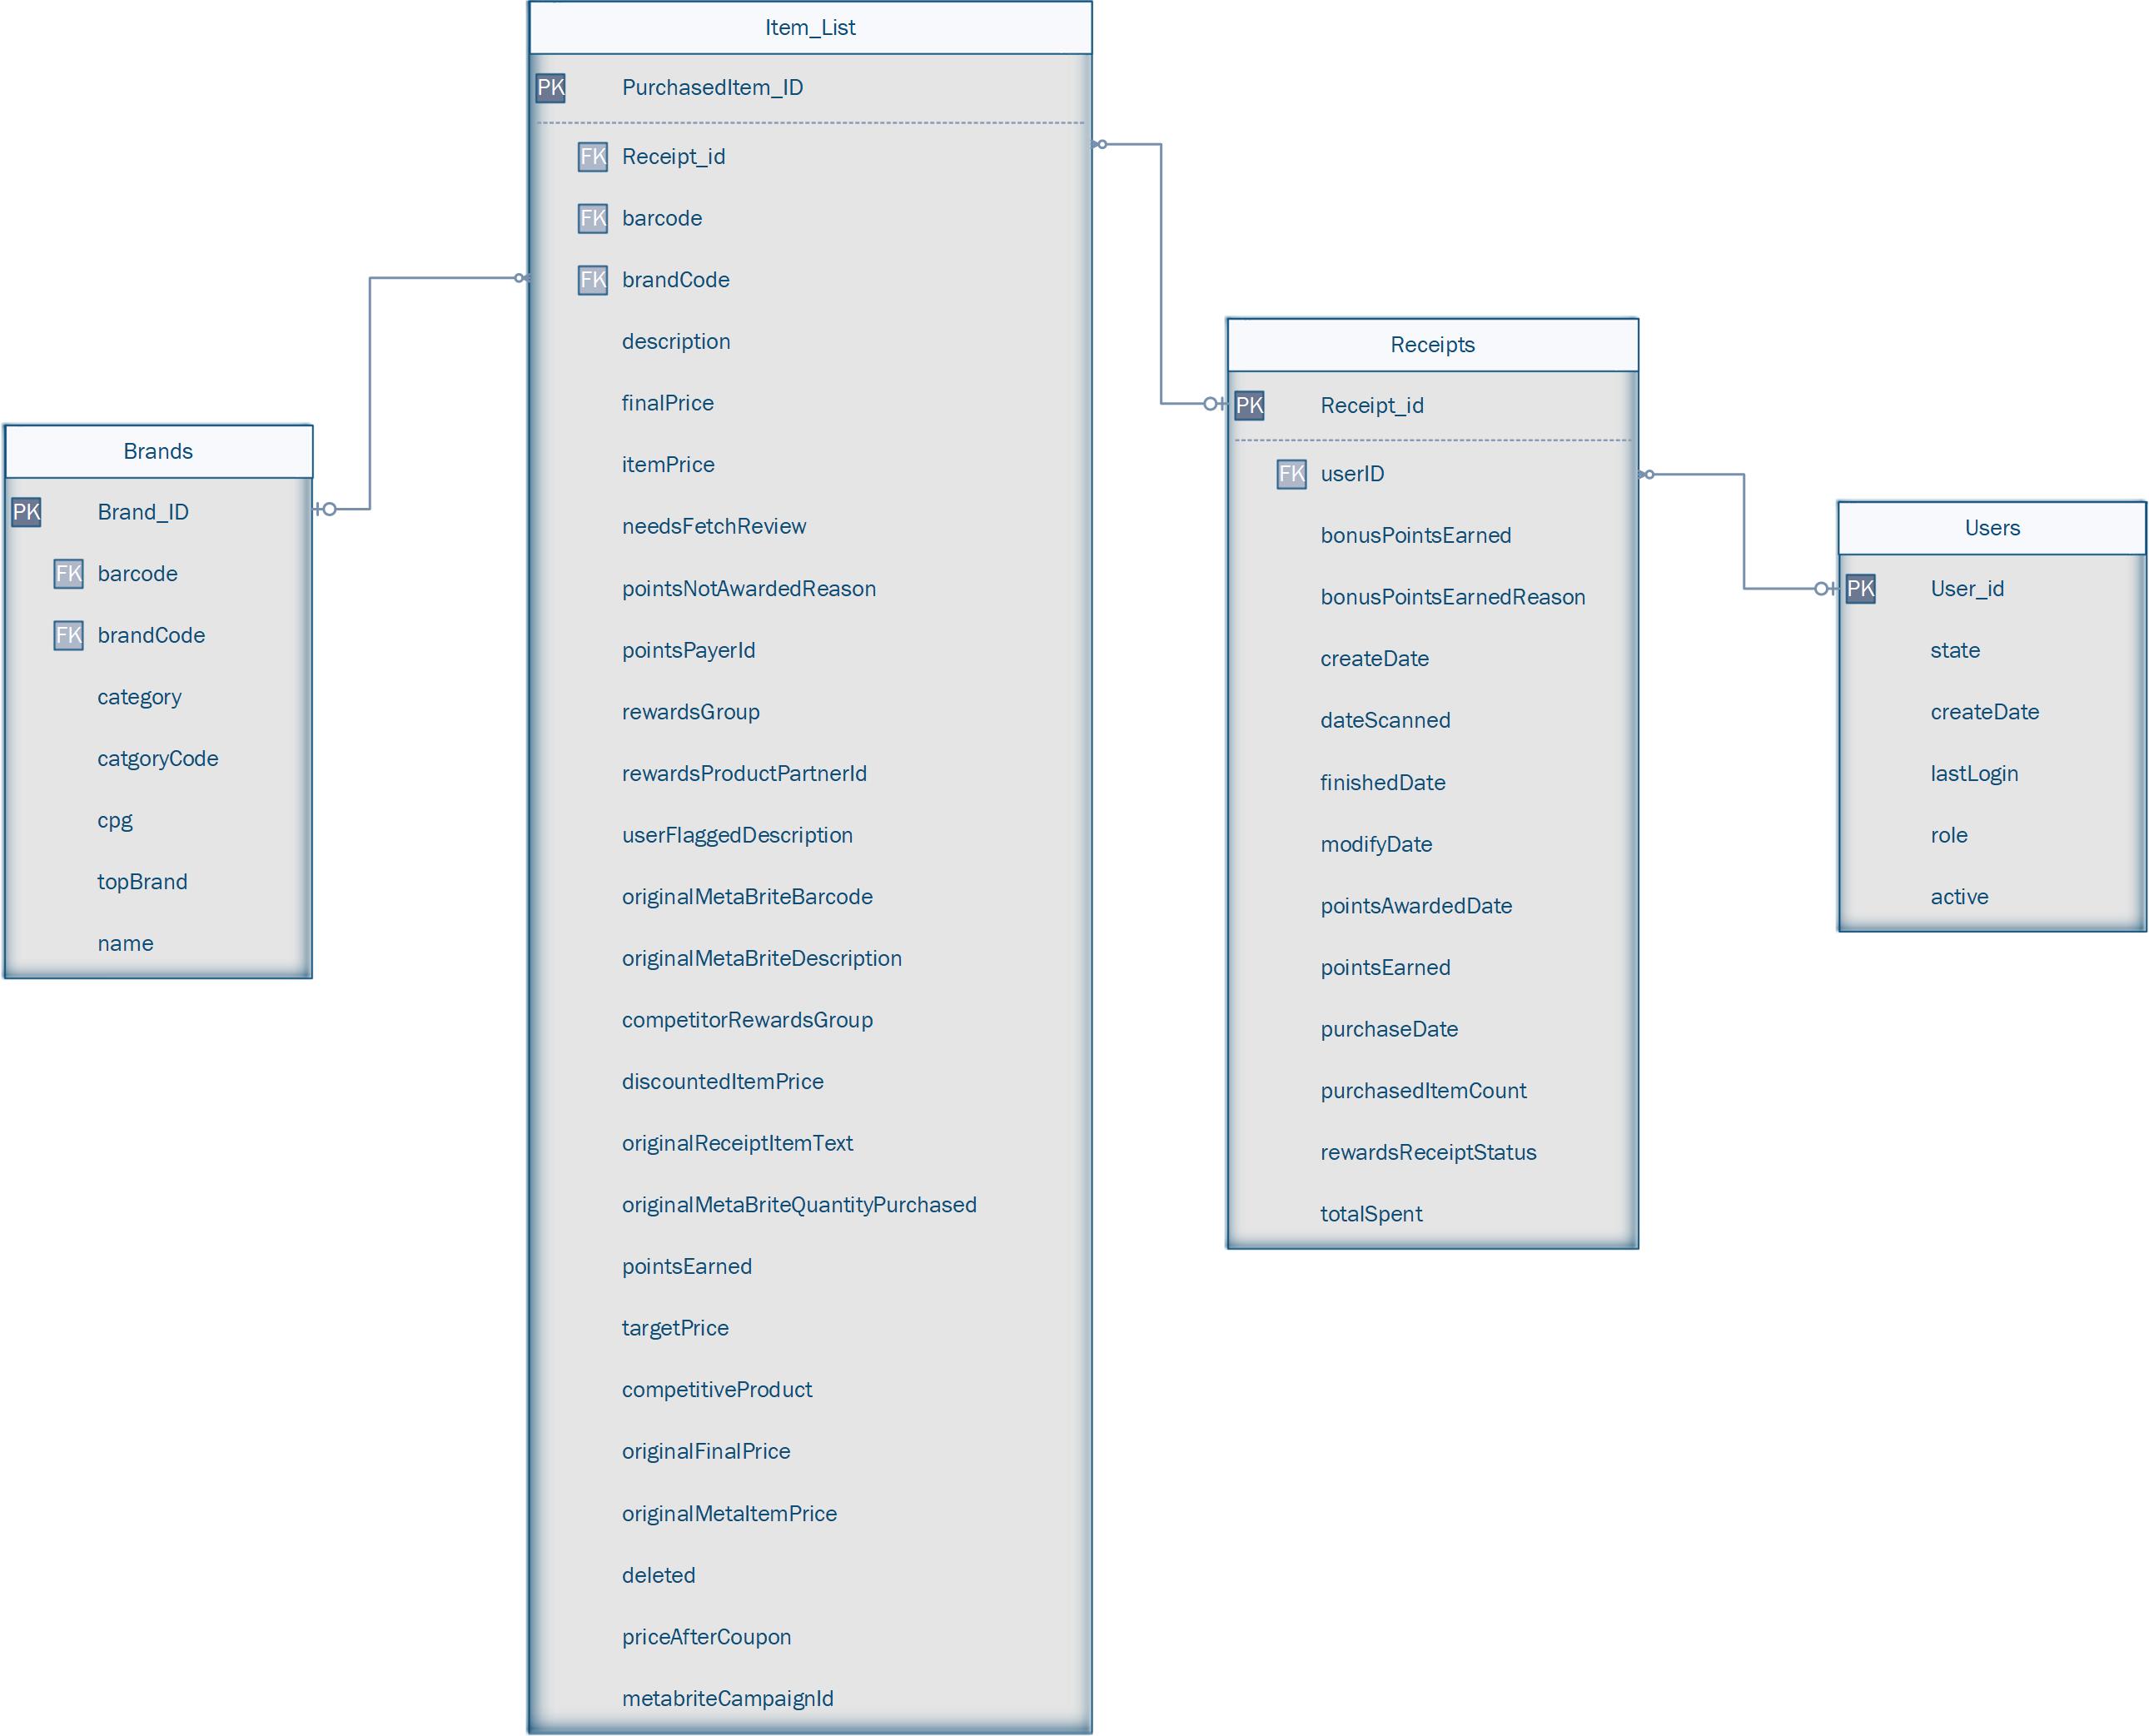 Item_List
PK PurchasedItem_ID
FK Receipt_id
FK barcode
FK brandCode
description
finalPrice
itemPrice
needsFetchReview
pointsNotAwardedReason
pointsPayerId
rewardsGroup
rewardsProductPartnerId
userFlaggedDescription
originalMetaBriteBarcode
originalMetaBriteDescription
competitorRewardsGroup
discountedItemPrice
originalReceiptItemText
originalMetaBriteQuantityPurchased
pointsEarned
targetPrice
competitiveProduct
originalFinalPrice
originalMetaItemPrice
deleted
priceAfterCoupon
metabriteCampaignId
Brands
PK Brand_ID
FK barcode
FK brandCode
category
catgoryCode
cpg
topBrand
name
Receipts
PK Receipt_id
FK userID
bonusPointsEarned
bonusPointsEarnedReason
createDate
dateScanned
finishedDate
modifyDate
pointsAwardedDate
pointsEarned
purchaseDate
purchasedItemCount
rewardsReceiptStatus
totalSpent
Users
PK User_id
state
createDate
lastLogin
role
active